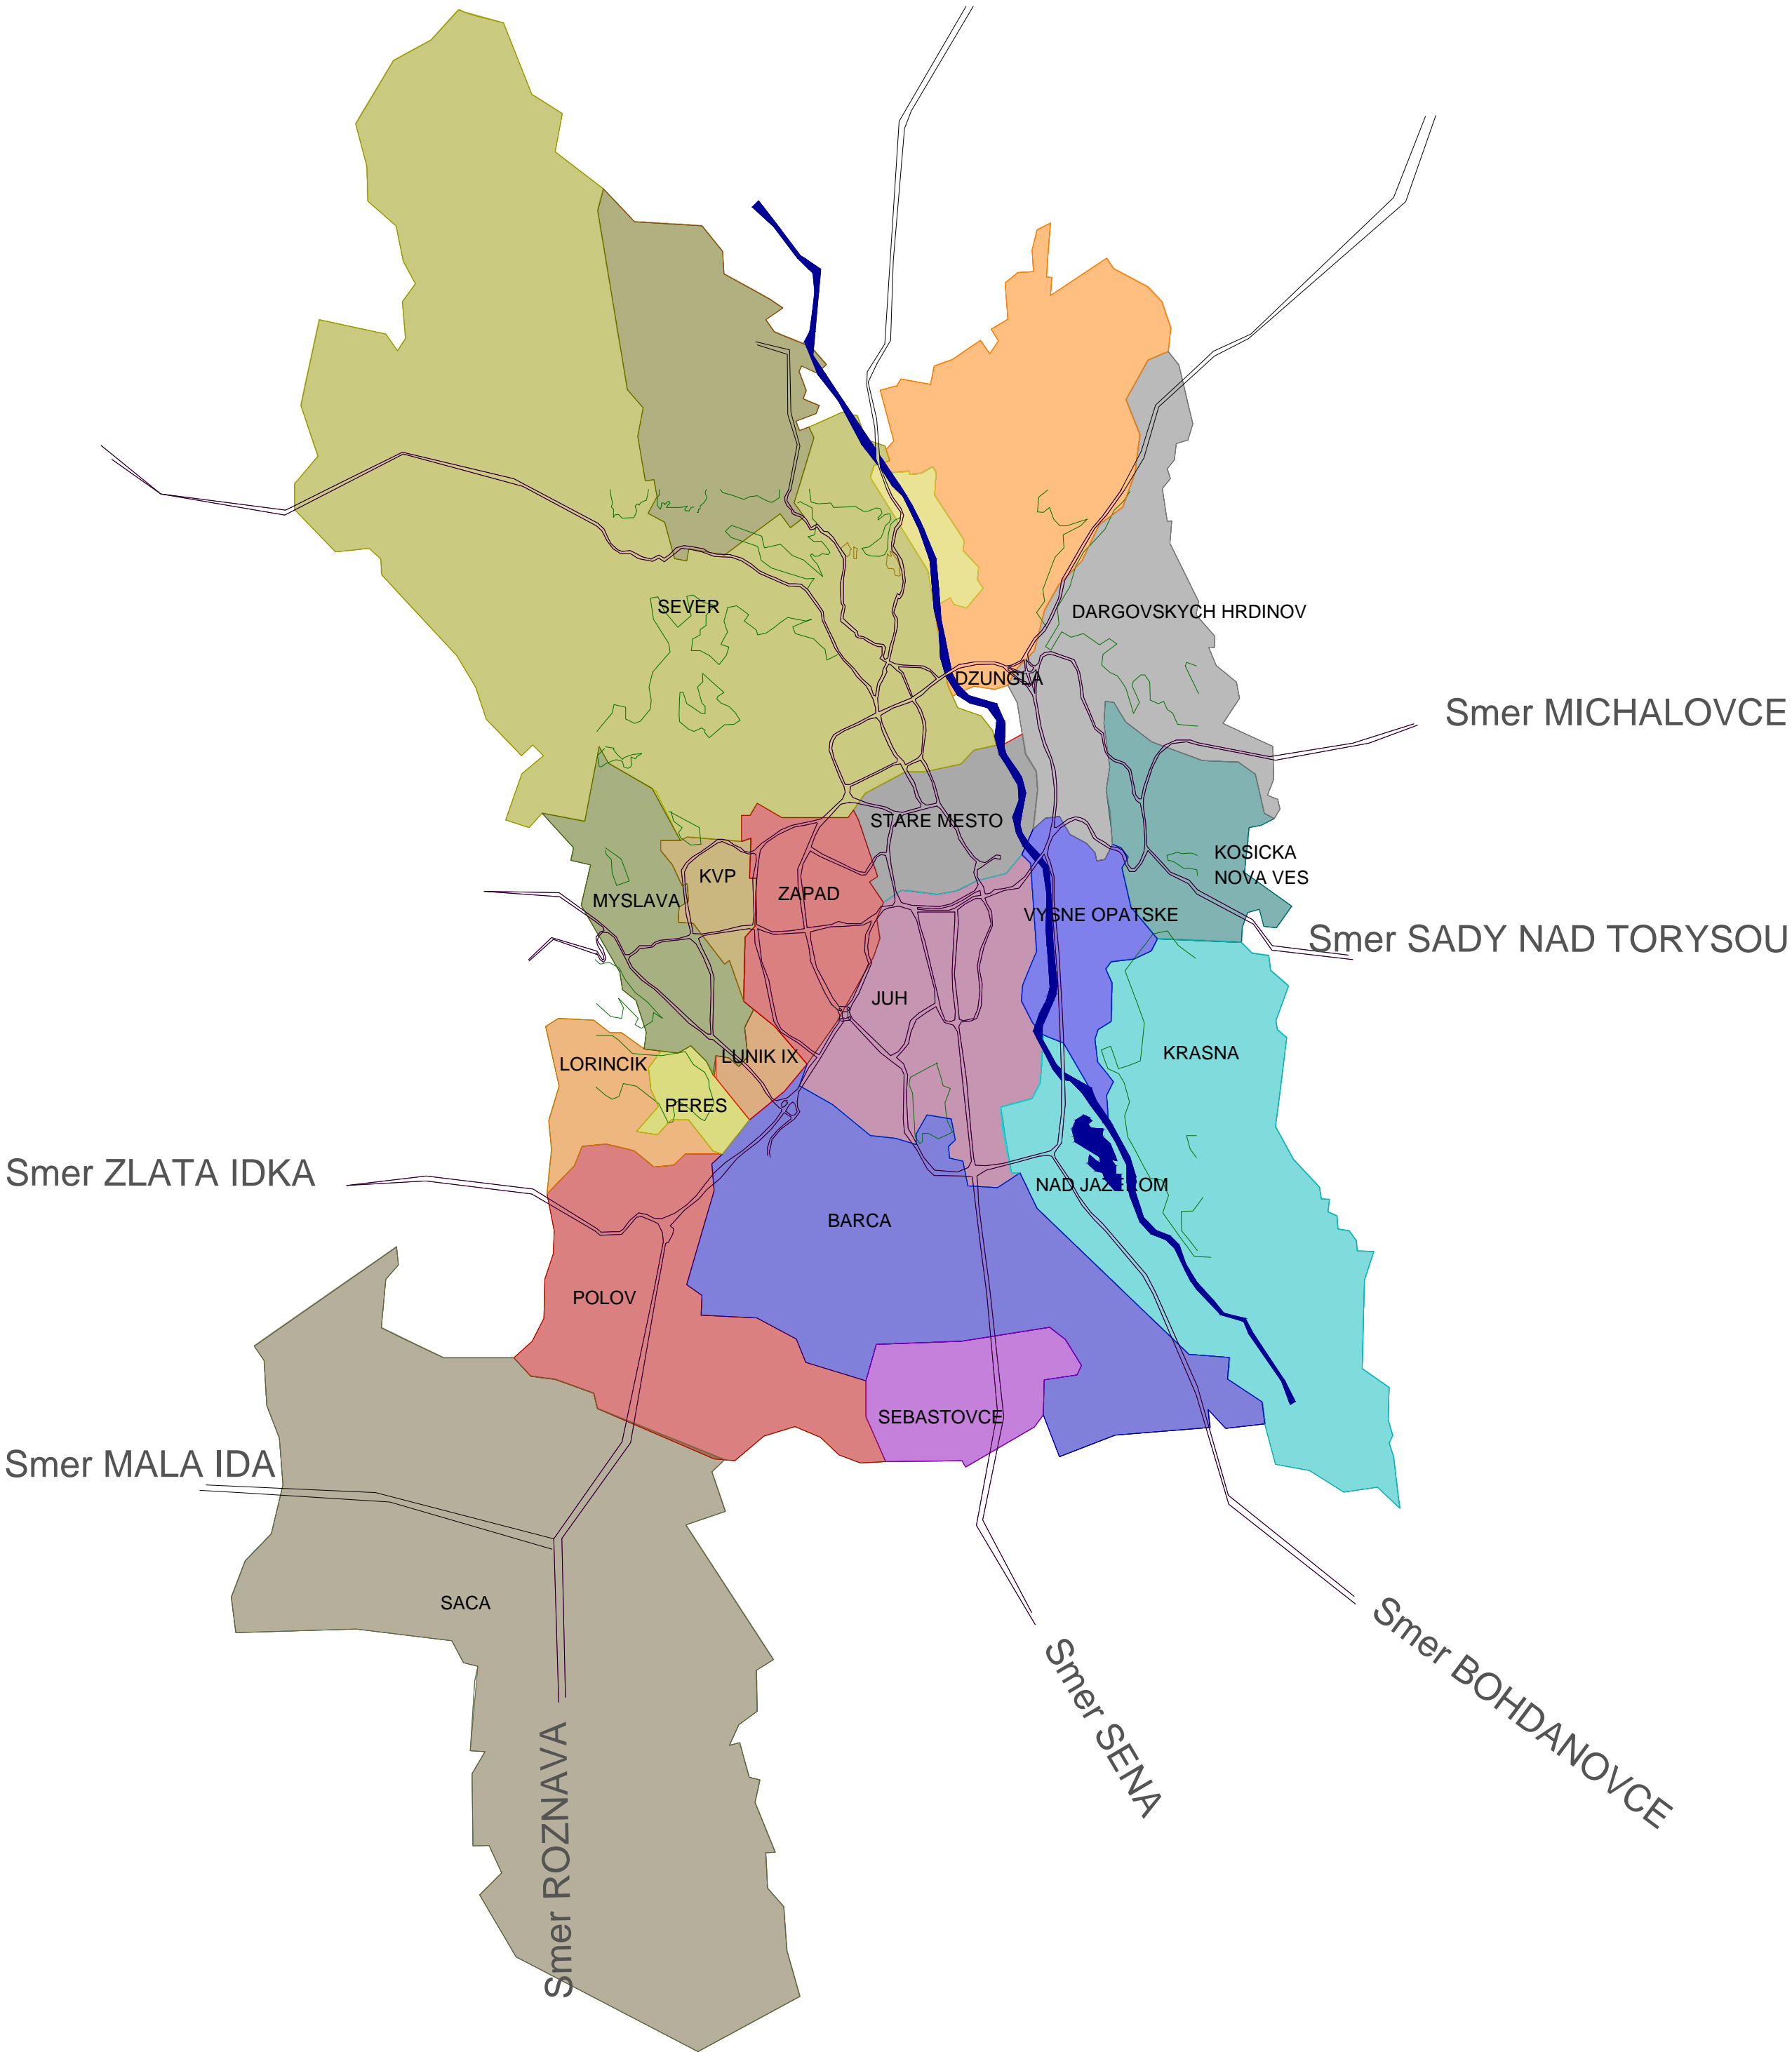 SEVER
DARGOVSKYCH HRDINOV
DZUNGLA
Smer MICHALOVCE
STARE MESTO
KOSICKA
NOVA VES
KVP
ZAPAD
MYSLAVA
VYSNE OPATSKE
Smer SADY NAD TORYSOU
JUH
KRASNA
LUNIK IX
LORINCIK
PERES
Smer ZLATA IDKA
NAD JAZEROM
BARCA
POLOV
SEBASTOVCE
Smer MALA IDA
SACA
Smer BOHDANOVCE
Smer SENA
Smer ROZNAVA